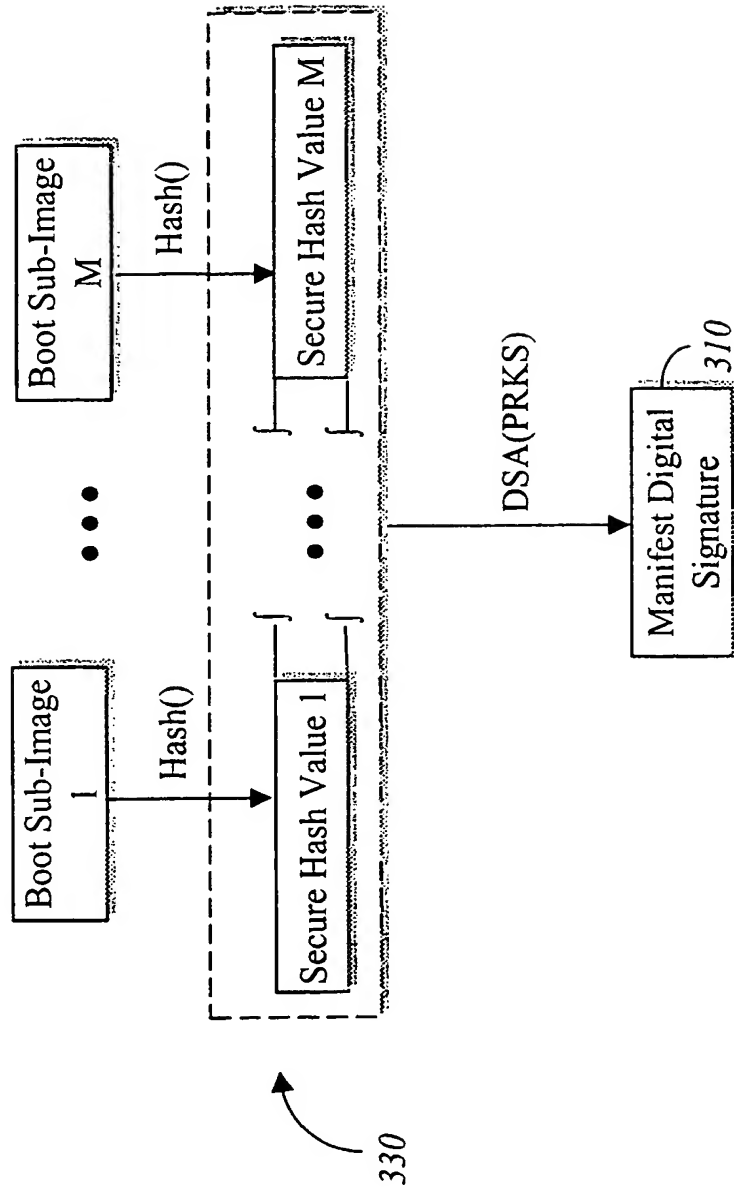 Boot Sub-Image
1
Boot Sub-Image
M
Hash()
Hash()
Secure Hash Value 1
Secure Hash Value M
330
DSA(PRKS)
Manifest Digital
Signature
310